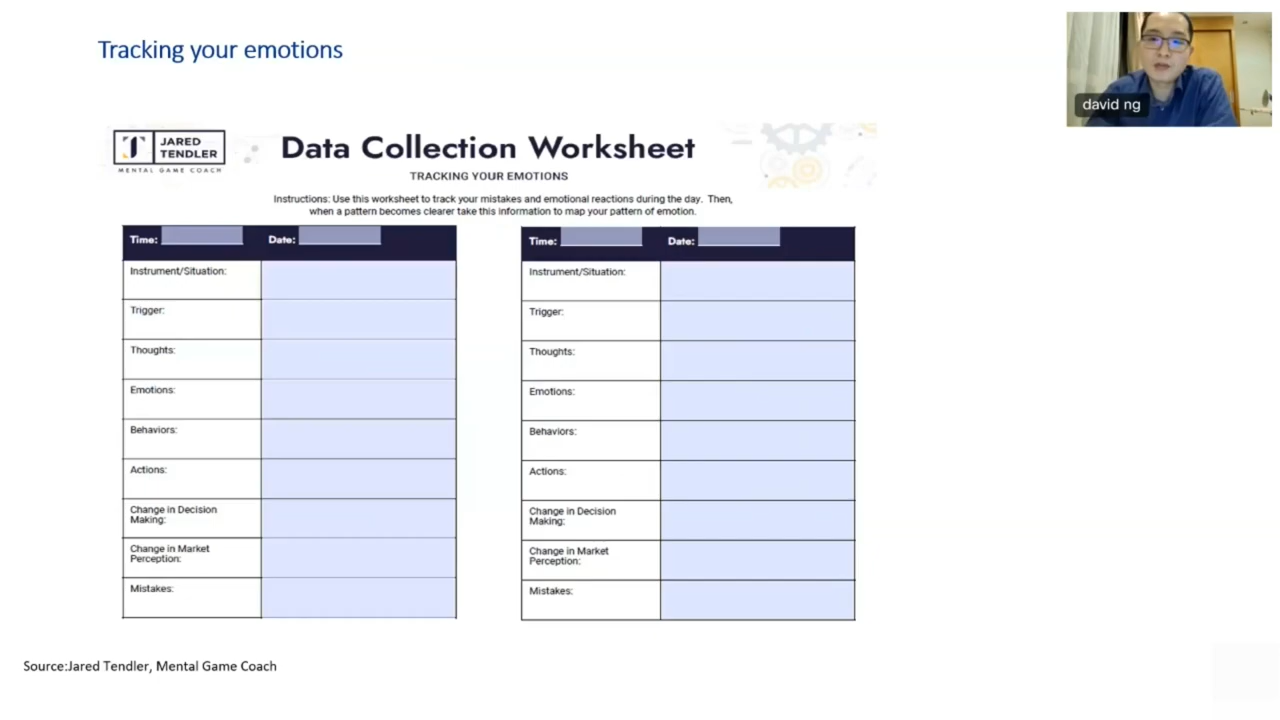 Tracking your emotions
david ng
JARED
TENDLER
MENTAL GAME COACH
Data Collection Worksheet
TRACKING YOUR EMOTIONS
Instructions: Use this worksheet to track your mistakes and emotional reactions during the day. Then,
when a pattern becomes clearer take this information to map your pattern of emotion.
Time: Date:
Instrument/Situation:
Trigger:
Thoughts:
Emotions:
Behaviors:
Actions:
Change in Decision
Making:
Change in Market
Perception:
Mistakes:
Time: Date:
Instrument/Situation:
Trigger:
Thoughts:
Emotions:
Behaviors:
Actions:
Change in Decision
Making:
Change in Market
Perception:
Mistakes:
Source:Jared Tendler, Mental Game Coach